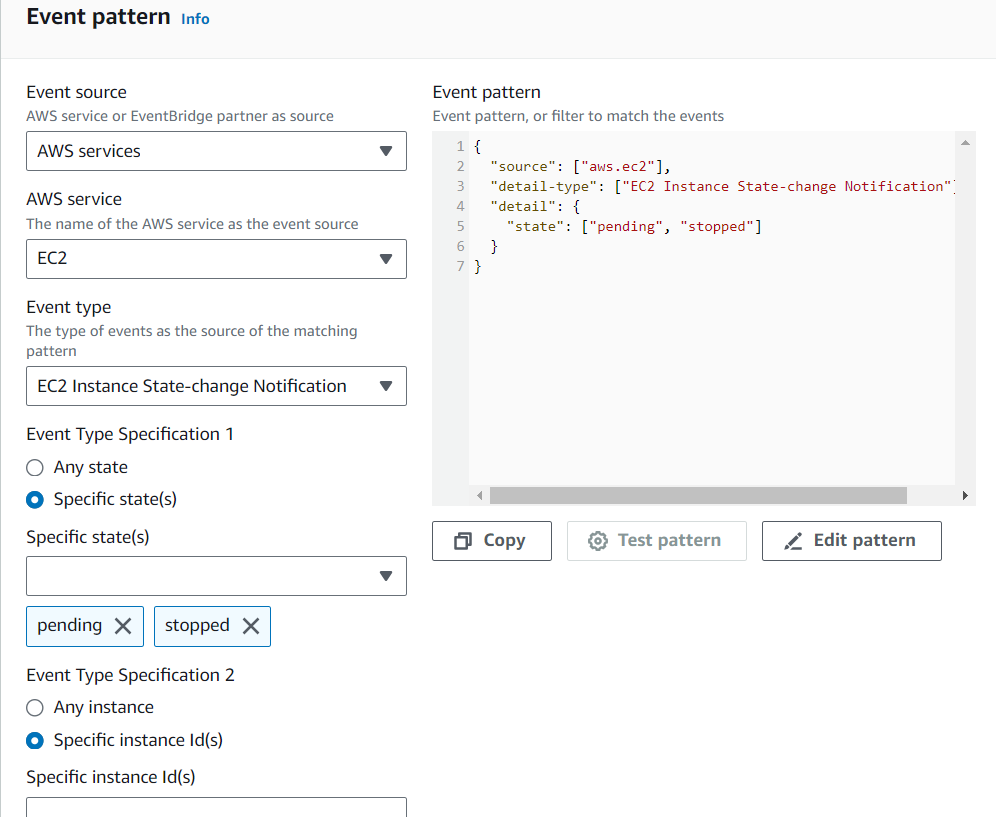 Event pattern Info
Event source
AWS service or EventBridge partner as source
AWS services
AWS service
The name of the AWS service as the event source
EC2
Event type
The type of events as the source of the matching
pattern
EC2 Instance State-change Notification
Event Type Specification 1
Any state
Specific state(s)
Specific state(s)
pending
stopped
Event Type Specification 2
Any instance
Specific instance Id(s)
Specific instance Id(s)
Event pattern
Event pattern, or filter to match the events
1 {
2 "source": ["aws.ec2"],
3 "detail-type": ["EC2 Instance State-change Notification"]
4 "detail": {
5 "state": ["pending", "stopped"]
6 }
7 }
Copy
Test pattern
Edit pattern